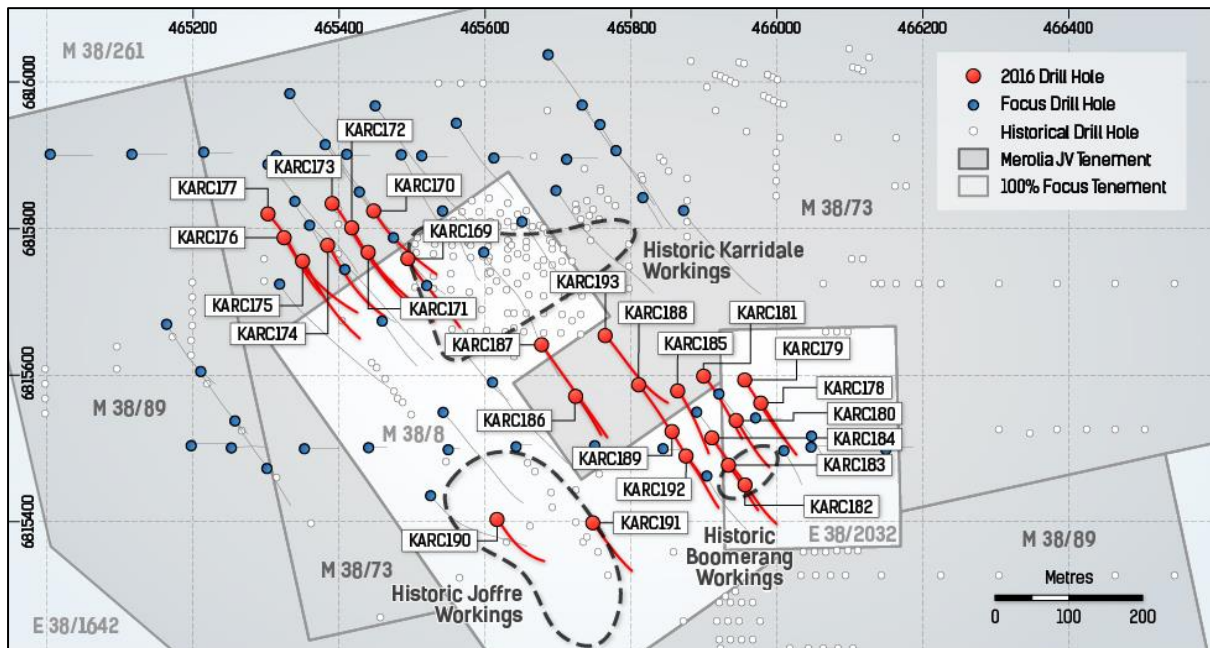 465200
465400
465600
465800
466000
466200
466400
M 38/261
6816000
2016 Drill Hole
Focus Drill Hole
Historical Drill Hole
Merolia JV Tenement
100% Focus Tenement
KARC172
KARC173
KARC170
KARC177
M 38/73
6815800
KARC176
KARC169
Historic Karridale
Workings
KARC193
KARC175
KARC171
KARC188
KARC181
KARC174
KARC187
KARC185
KARC179
6815600
KARC178
M 38/89
KARC180
M 38/8
KARC186
KARC184
KARC189
KARC183
KARC192
KARC182
6815400
KARC190
KARC191
E 38/2032
Historic
Boomerang
Workings
M 38/89
M 38/73
Historic Joffre
Workings
Metres
0
100
200
E 38/1642